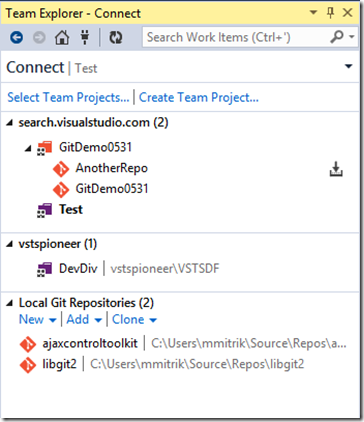 Team Explorer - Connect
Search Work Items (Ctrl+')
Connect | Test
Select Team Projects... | Create Team Project...
search.visualstudio.com (2)
GitDemo0531
AnotherRepo
GitDemo0531
Test
vstspioneer (1)
DevDiv | vstspioneer\VSTSDF
Local Git Repositories (2)
New | Add | Clone
ajaxcontroltoolkit | C:\Users\mmitrik\Source\Repos\a...
libgit2 | C:\Users\mmitrik\Source\Repos\libgit2